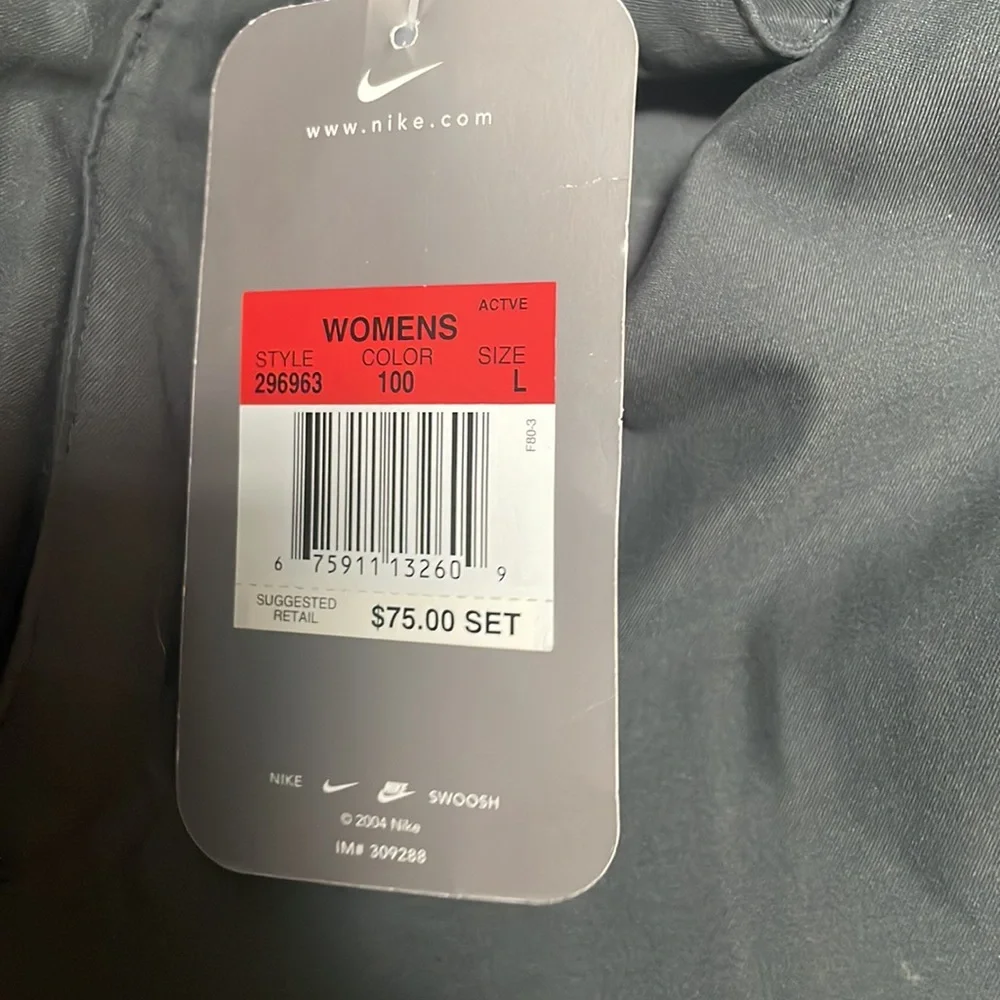 www.nike.com
ACTVE
WOMENS
STYLE COLOR SIZE
296963 100 L
F80-3
6 75911 13260 9
SUGGESTED
RETAIL
$75.00 SET
NIKE NIKE SWOOSH
© 2004 Nike
IM# 309288